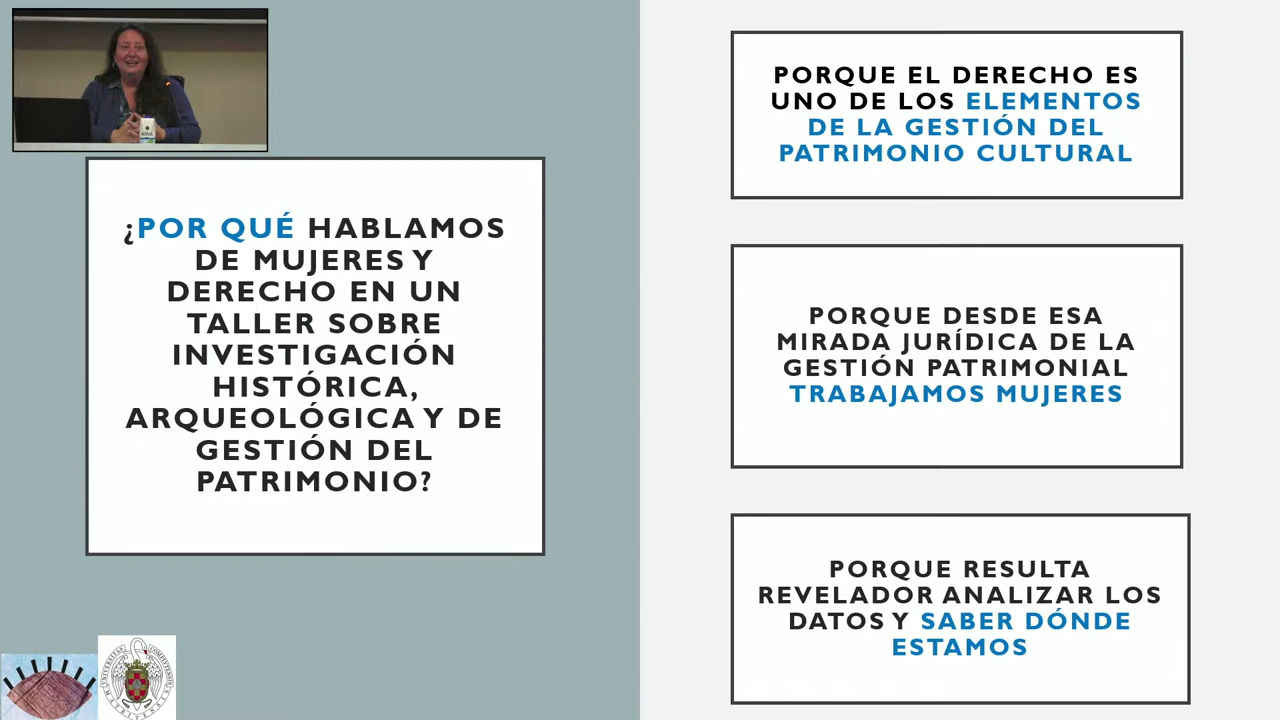 ¿POR QUÉ HABLAMOS
DE MUJERES Y
DERECHO EN UN
TALLER SOBRE
INVESTIGACIÓN
HISTÓRICA,
ARQUEOLÓGICA Y DE
GESTIÓN DEL
PATRIMONIO?
PORQUE EL DERECHO ES
UNO DE LOS ELEMENTOS
DE LA GESTIÓN DEL
PATRIMONIO CULTURAL
PORQUE DESDE ESA
MIRADA JURÍDICA DE LA
GESTIÓN PATRIMONIAL
TRABAJAMOS MUJERES
PORQUE RESULTA
REVELADOR ANALIZAR LOS
DATOS Y SABER DÓNDE
ESTAMOS